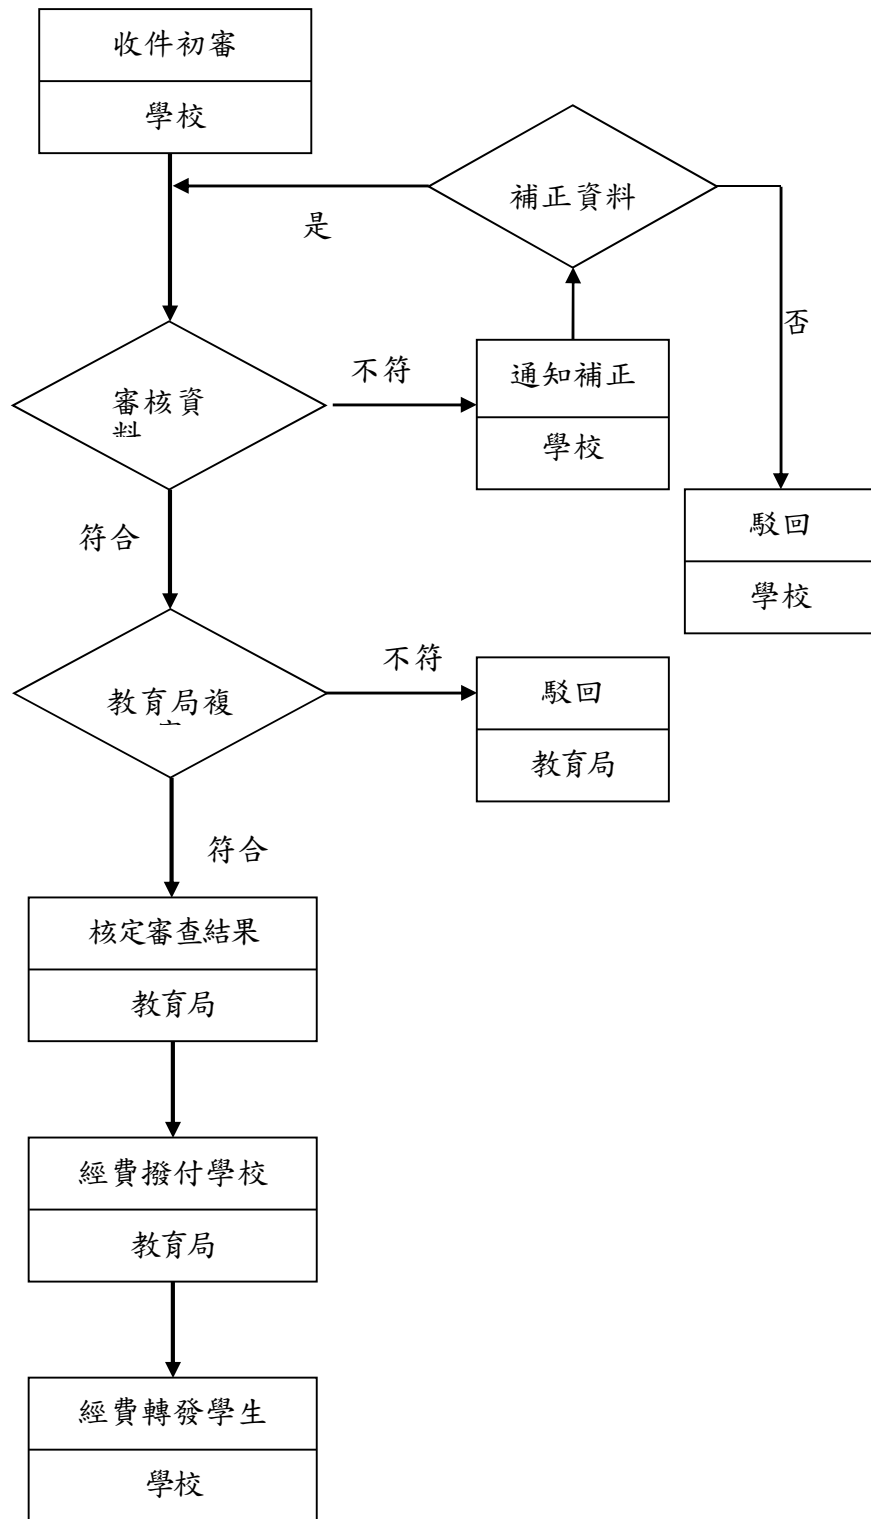 收件初審
學校
補正資料
是
否
審核資
不符
通知補正
學校
駁回
學校
符合
教育局複
不符
駁回
教育局
符合
核定審查結果
教育局
經費撥付學校
教育局
經費轉發學生
學校